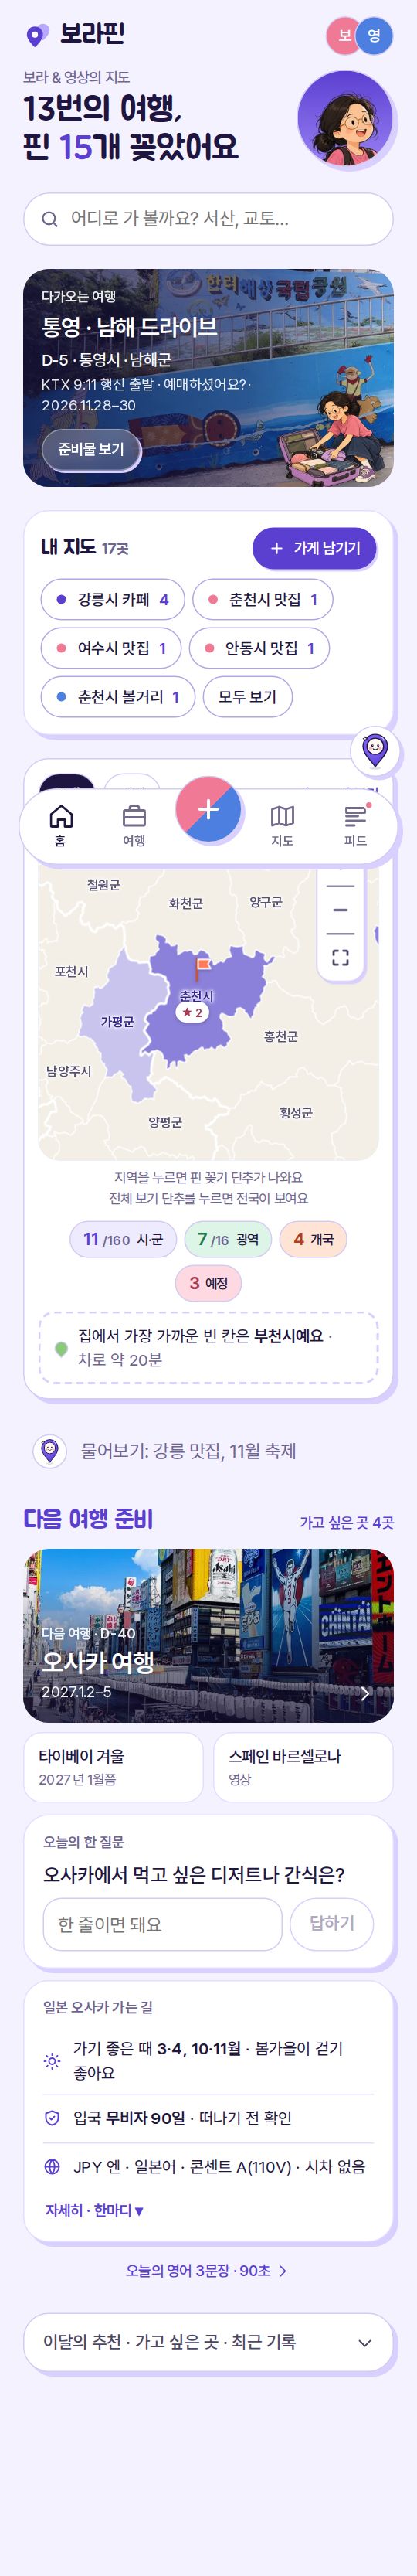 보라핀
보 영
보라 & 영상의 지도
13번의 여행,
핀 15개 꽂았어요
어디로 가 볼까요? 서산, 교토...
한려해상국립공원
다가오는 여행
통영 · 남해 드라이브
D-5 · 통영시 · 남해군
KTX 9:11 행신 출발 · 예매하셨어요? ·
2026.11.28–30
준비물 보기
내 지도 17곳
+ 가게 남기기
강릉시 카페 4
춘천시 맛집 1
여수시 맛집 1
안동시 맛집 1
춘천시 볼거리 1
모두 보기
홈
여행
지도
피드
철원군
화천군
양구군
포천시
춘천시
★ 2
가평군
홍천군
남양주시
횡성군
양평군
지역을 누르면 핀 꽂기 단추가 나와요
전체 보기 단추를 누르면 전국이 보여요
11 /160 시·군
7 /16 광역
4 개국
3 예정
집에서 가장 가까운 빈 칸은 부천시예요 ·
차로 약 20분
물어보기: 강릉 맛집, 11월 축제
다음 여행 준비
가고 싶은 곳 4곳
Asahi
다음 여행 · D-40
오사카 여행
2027.1.2–5
타이베이 겨울
2027년 1월쯤
스페인 바르셀로나
영상
오늘의 한 질문
오사카에서 먹고 싶은 디저트나 간식은?
한 줄이면 돼요
답하기
일본 오사카 가는 길
가기 좋은 때 3·4, 10·11월 · 봄가을이 걷기
좋아요
입국 무비자 90일 · 떠나기 전 확인
JPY 엔 · 일본어 · 콘센트 A(110V) · 시차 없음
자세히 · 한마디 ▾
오늘의 영어 3문장 · 90초
이달의 추천 · 가고 싶은 곳 · 최근 기록